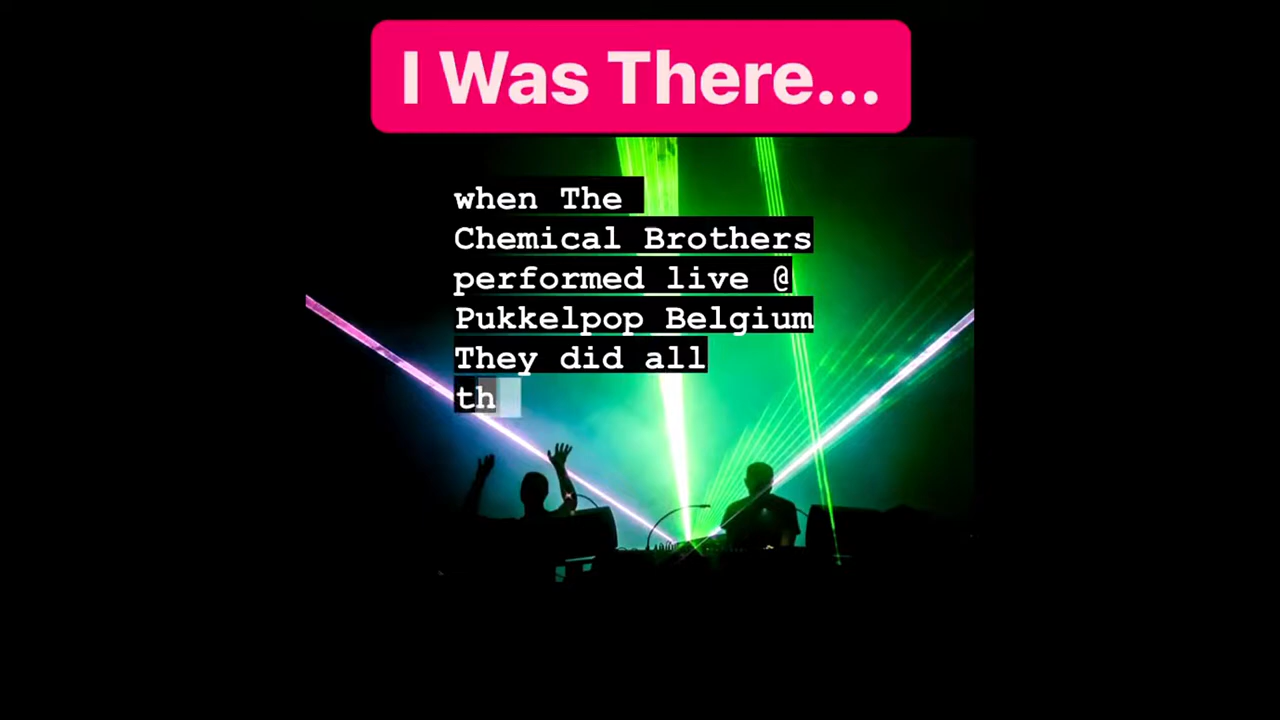 I Was There...
when The
Chemical Brothers
performed live @
Pukkelpop Belgium
They did all
th